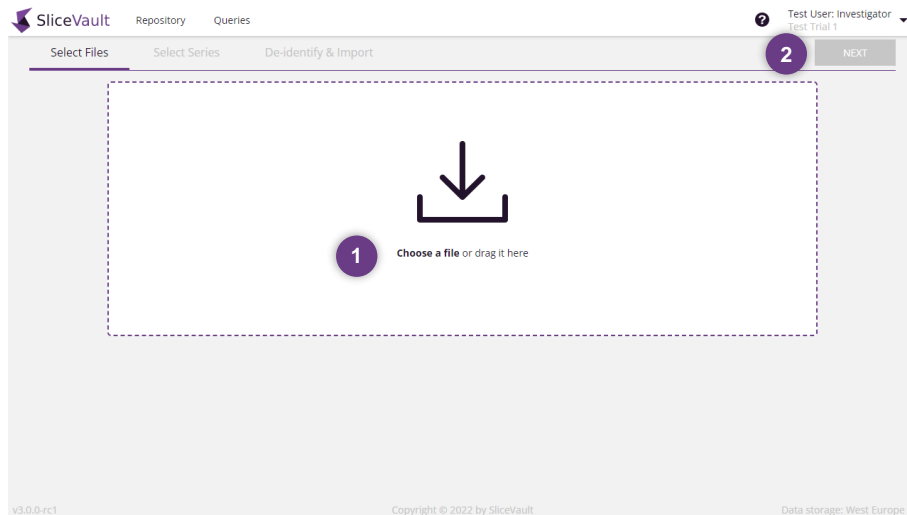 SliceVault
Repository
Queries
Test User: Investigator
Test Trial 1
Select Files
Select Series
De-identify & Import
2
NEXT
1
Choose a file or drag it here
v3.0.0-rc1
Copyright © 2022 by SliceVault
Data storage: West Europe